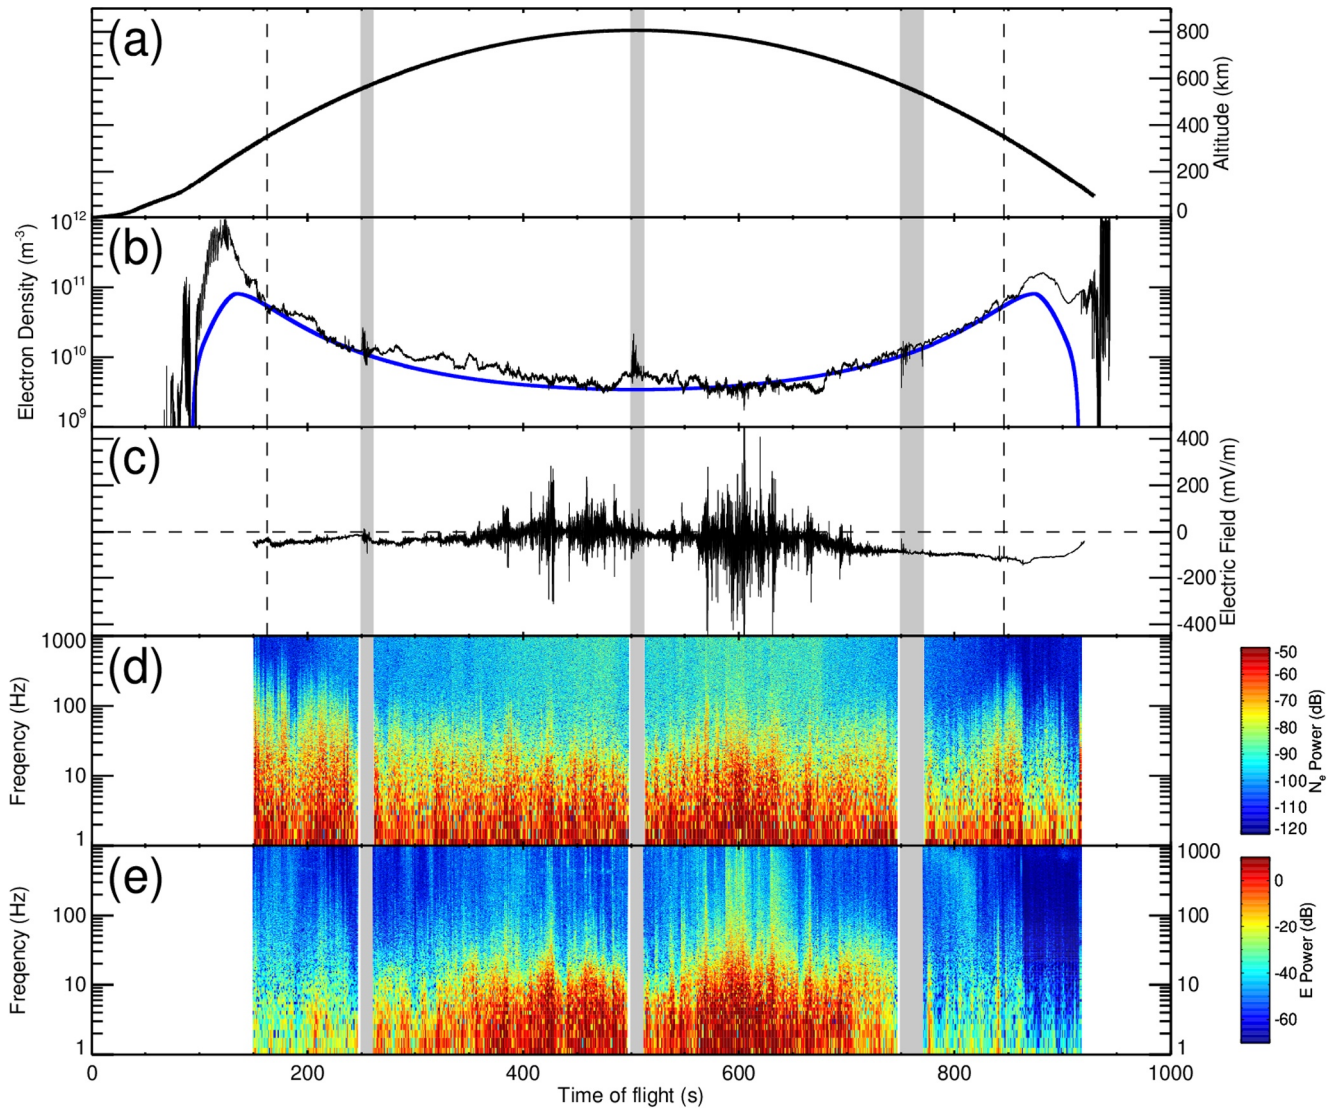 (a)
800
600
400
200
0
Altitude (km)
(b)
10^12
10^11
10^10
10^9
Electron Density (m^-3)
(c)
400
200
0
-200
-400
Electric Field (mV/m)
(d)
1000
100
10
1
Freqency (Hz)
-50
-60
-70
-80
-90
-100
-110
-120
N_e Power (dB)
(e)
1000
100
100
10
10
1
1
Freqency (Hz)
0
-20
-40
-60
E Power (dB)
0 200 400 600 800 1000
Time of flight (s)